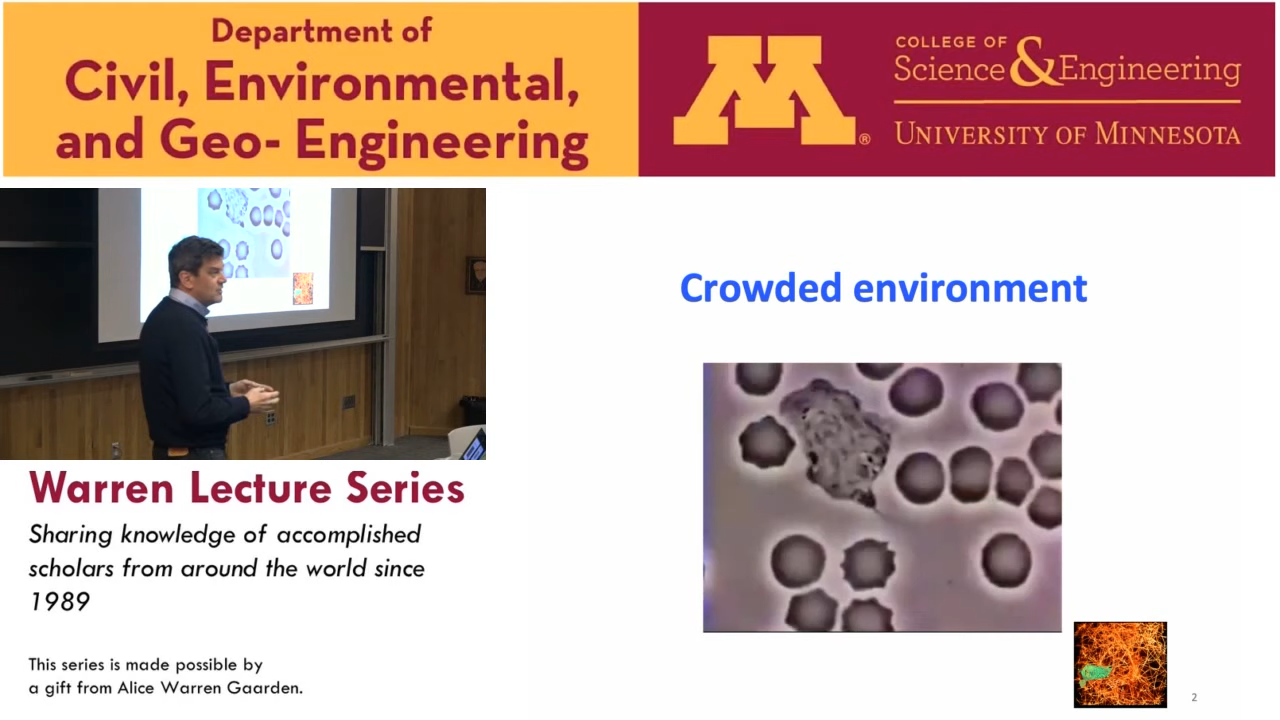 Department of
Civil, Environmental,
and Geo- Engineering
M®
COLLEGE OF
Science & Engineering
UNIVERSITY OF MINNESOTA
Crowded environment
Warren Lecture Series
Sharing knowledge of accomplished
scholars from around the world since
1989
This series is made possible by
a gift from Alice Warren Gaarden.
2